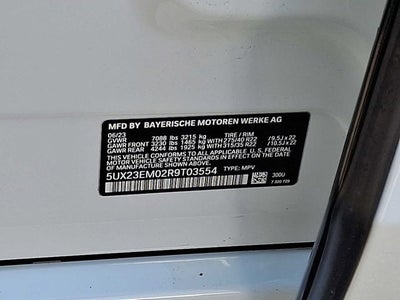 MFD BY BAYERISCHE MOTOREN WERKE AG
06/23 TIRE / RIM
GVWR 7088 lbs 3215 kg
GAWR FRONT 3230 lbs 1465 kg WITH 275/40 R22 / 9.5J x 22
GAWR REAR 4244 lbs 1925 kg WITH 315/35 R22 / 10.5J x 22
THIS VEHICLE CONFORMS TO ALL APPLICABLE FEDERAL MOTOR
VEHICLE SAFETY STANDARDS IN EFFECT ON THE DATE
OF MANUFACTURE SHOWN ABOVE.
5UX23EM02R9T03554 TYPE: MPV
300U